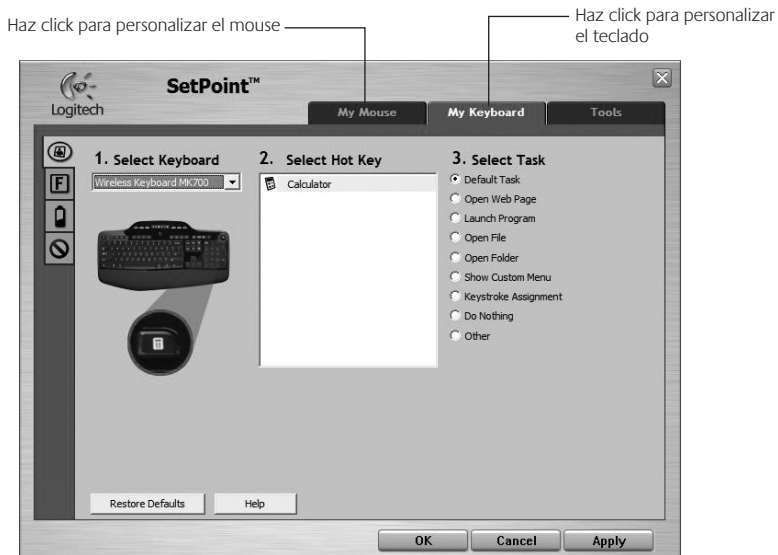 Haz click para personalizar el mouse
Haz click para personalizar
el teclado
Logitech
SetPoint™
My Mouse
My Keyboard
Tools
1. Select Keyboard
2. Select Hot Key
3. Select Task
Wireless Keyboard MK700
Calculator
Default Task
Open Web Page
Launch Program
Open File
Open Folder
Show Custom Menu
Keystroke Assignment
Do Nothing
Other
F
Restore Defaults
Help
OK
Cancel
Apply